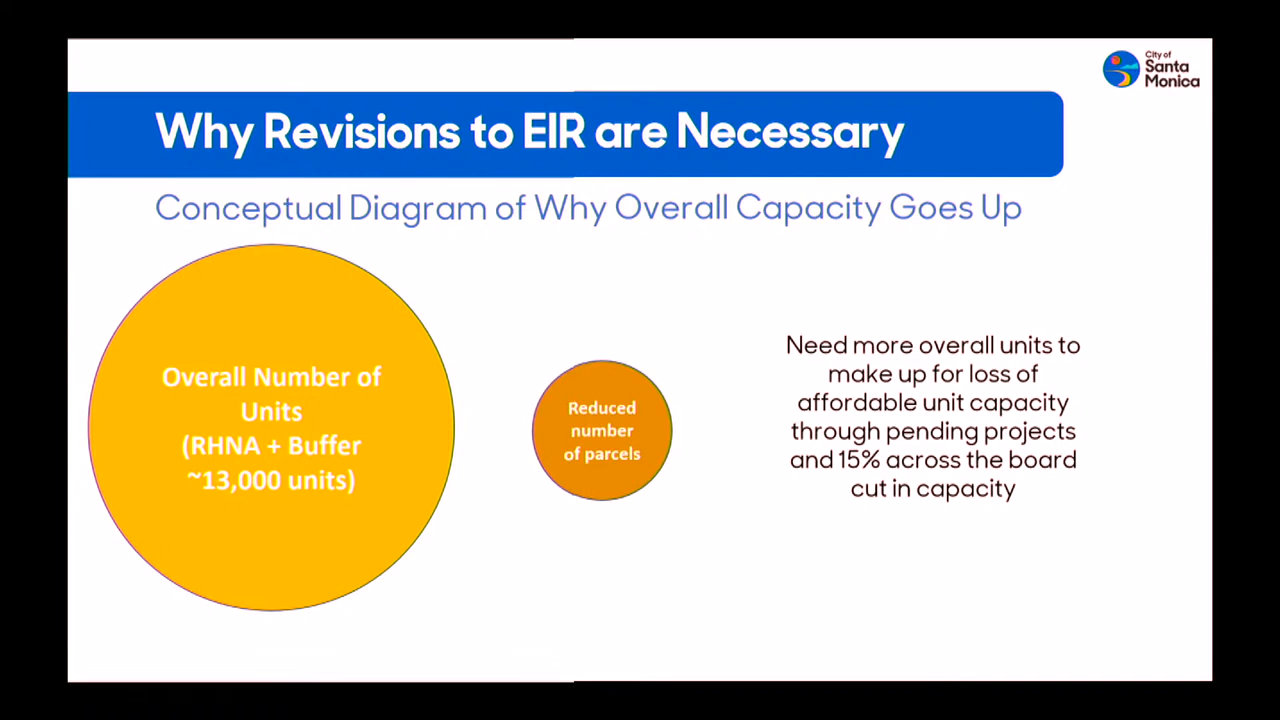 City of
Santa
Monica
Why Revisions to EIR are Necessary
Conceptual Diagram of Why Overall Capacity Goes Up
Overall Number of
Units
(RHNA + Buffer
~13,000 units)
Reduced
number
of parcels
Need more overall units to
make up for loss of
affordable unit capacity
through pending projects
and 15% across the board
cut in capacity